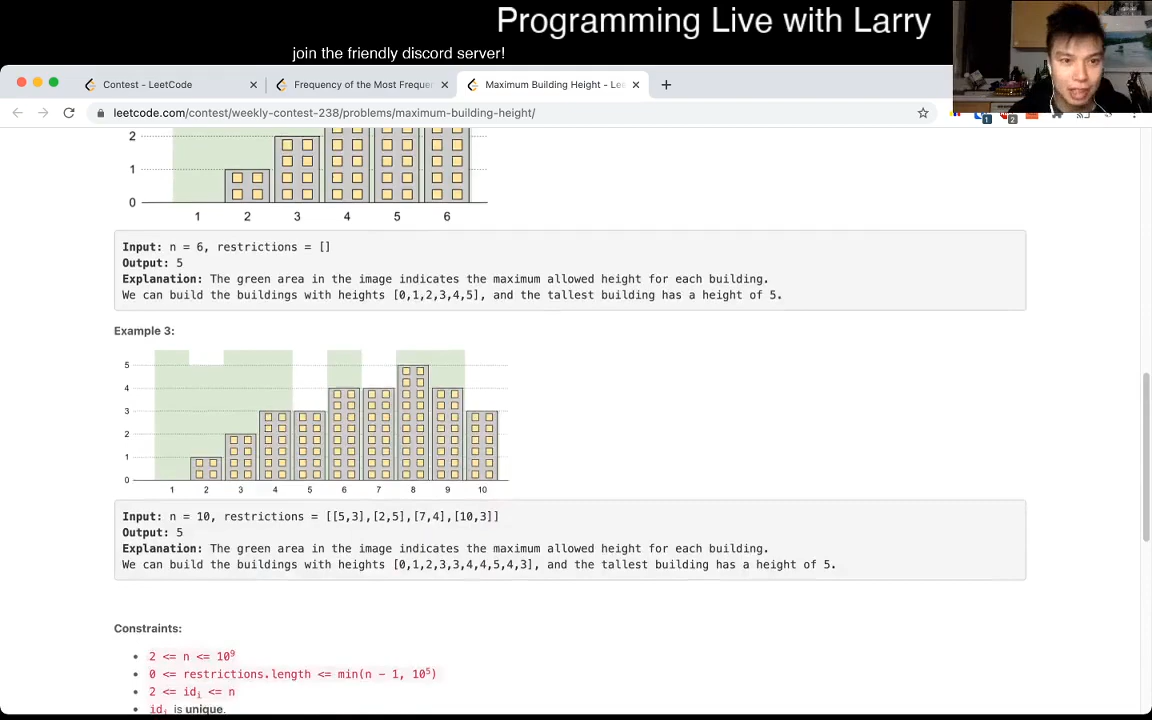 Programming Live with Larry
join the friendly discord server!
Contest - LeetCode
Frequency of the Most Freque
Maximum Building Height - Lee
leetcode.com/contest/weekly-contest-238/problems/maximum-building-height/
1
2
2
1
0
1 2 3 4 5 6
Input: n = 6, restrictions = []
Output: 5
Explanation: The green area in the image indicates the maximum allowed height for each building.
We can build the buildings with heights [0,1,2,3,4,5], and the tallest building has a height of 5.
Example 3:
5
4
3
2
1
0
1 2 3 4 5 6 7 8 9 10
Input: n = 10, restrictions = [[5,3],[2,5],[7,4],[10,3]]
Output: 5
Explanation: The green area in the image indicates the maximum allowed height for each building.
We can build the buildings with heights [0,1,2,3,3,4,4,5,4,3], and the tallest building has a height of 5.
Constraints:
2 <= n <= 10⁹
0 <= restrictions.length <= min(n - 1, 10⁵)
2 <= idᵢ <= n
idᵢ is unique.